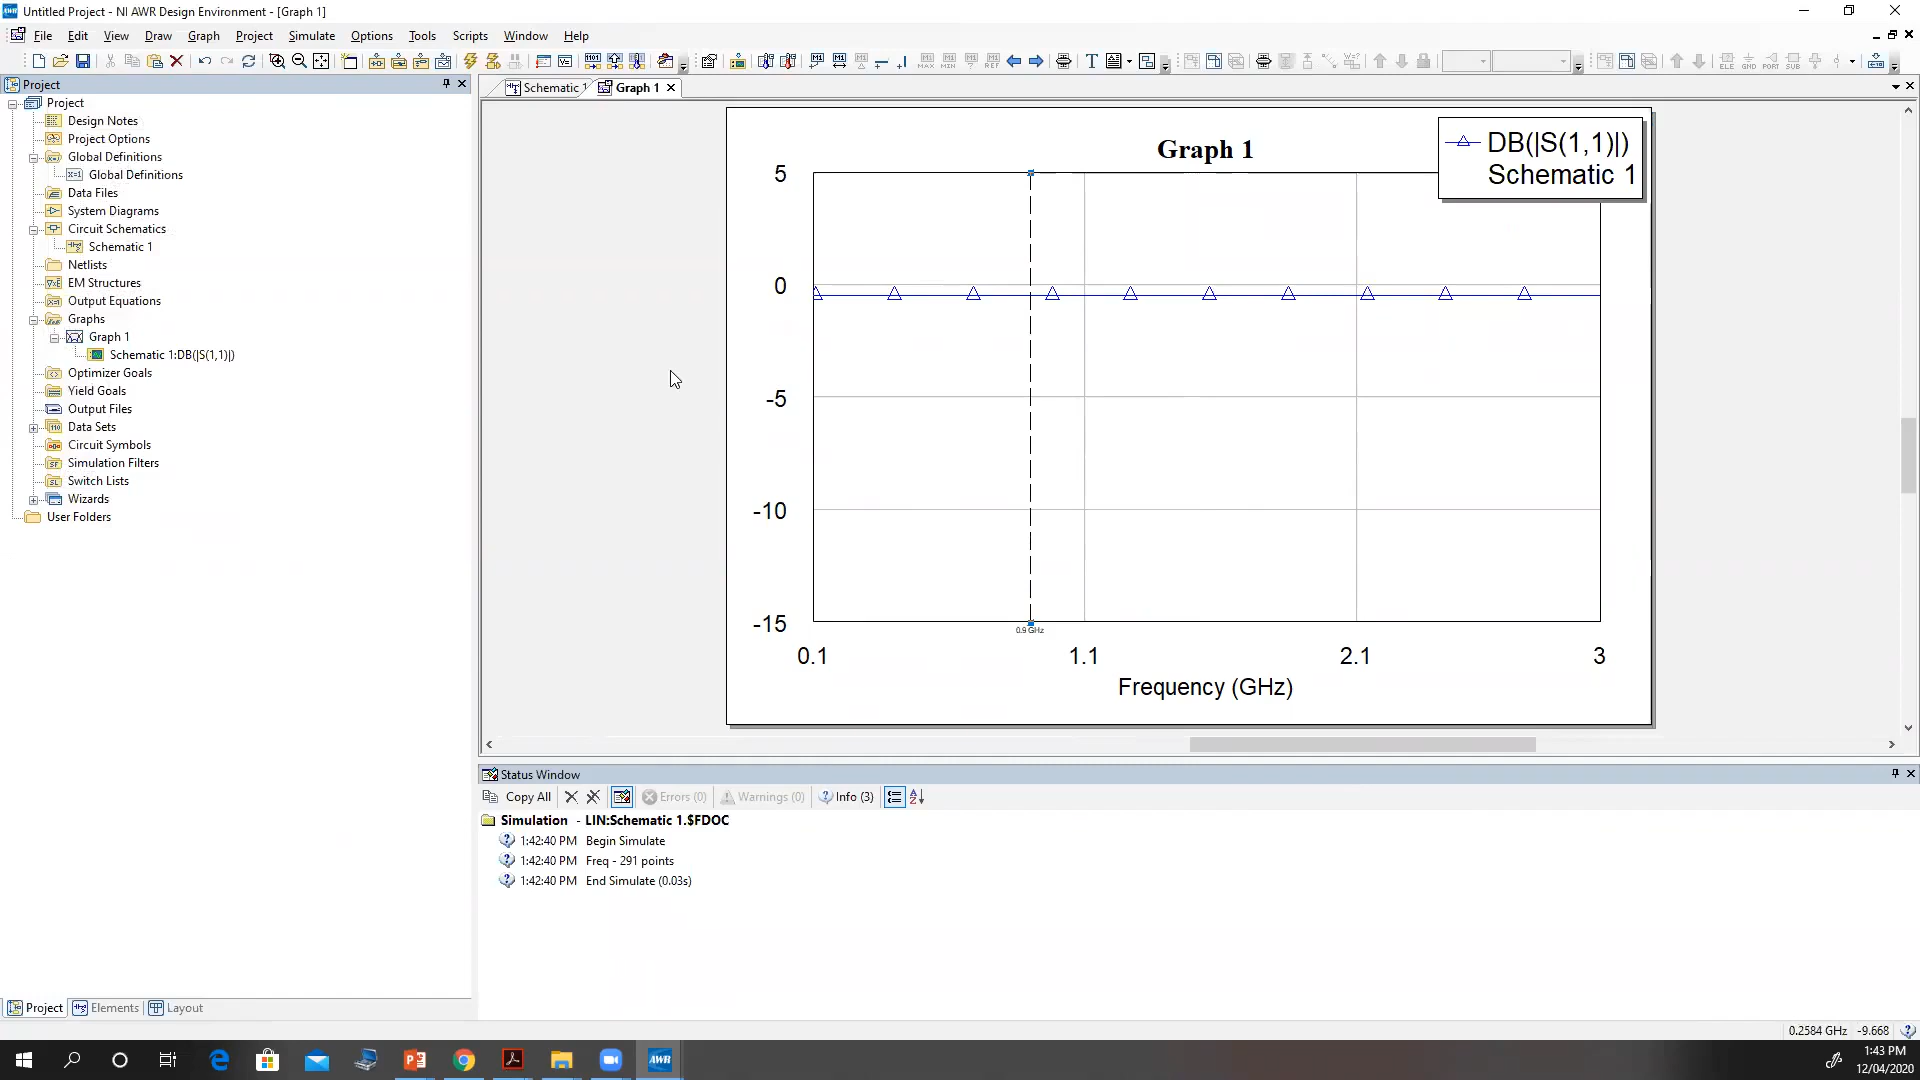 Untitled Project - NI AWR Design Environment - [Graph 1]
File Edit View Draw Graph Project Simulate Options Tools Scripts Window Help
Project
Project
Design Notes
Project Options
Global Definitions
Global Definitions
Data Files
System Diagrams
Circuit Schematics
Schematic 1
Netlists
EM Structures
Output Equations
Graphs
Graph 1
Schematic 1:DB(|S(1,1)|)
Optimizer Goals
Yield Goals
Output Files
Data Sets
Circuit Symbols
Simulation Filters
Switch Lists
Wizards
User Folders
Project Elements Layout
Schematic 1 Graph 1
Graph 1
DB(|S(1,1)|)
Schematic 1
5
0
-5
-10
-15
0.9 GHz
0.1 1.1 2.1 3
Frequency (GHz)
Status Window
Copy All Errors (0) Warnings (0) Info (3)
Simulation - LIN:Schematic 1.$FDOC
1:42:40 PM Begin Simulate
1:42:40 PM Freq - 291 points
1:42:40 PM End Simulate (0.03s)
0.2584 GHz -9.668
1:43 PM
12/04/2020